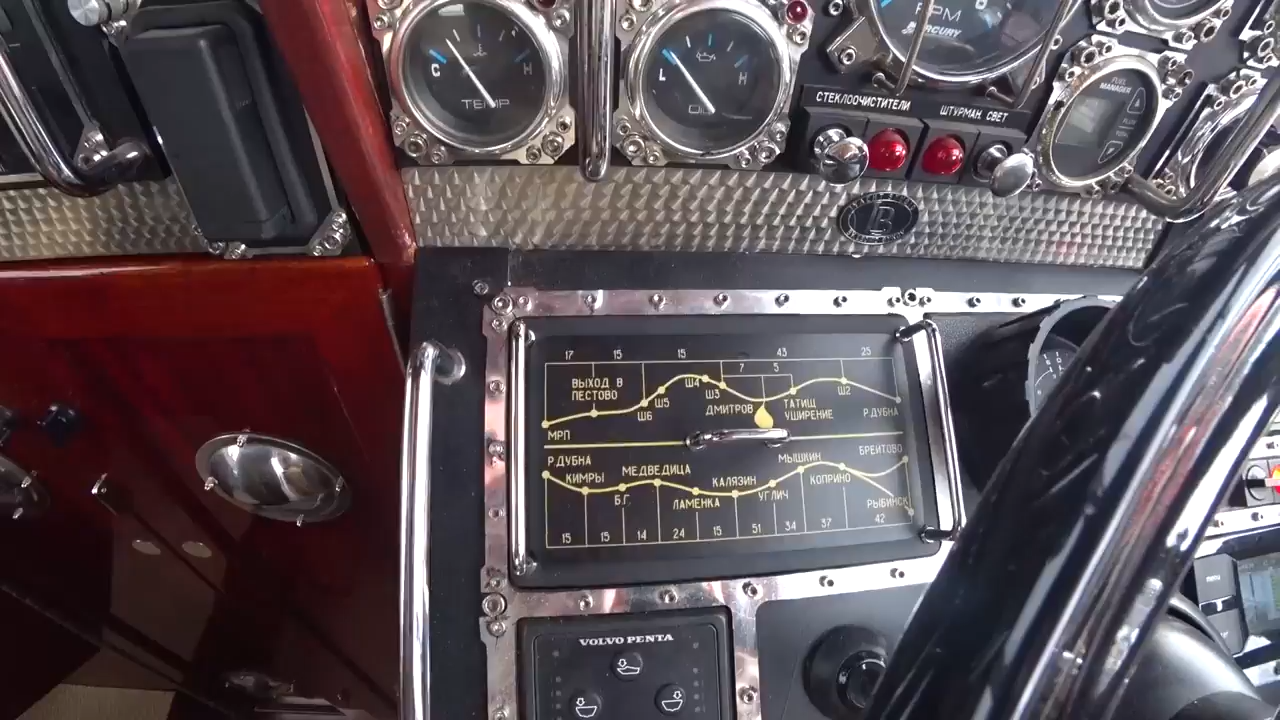 RPM
MERCURY
C
H
TEMP
L
H
OIL
FUEL
MANAGER
СТЕКЛООЧИСТИТЕЛИ
ШТУРМАН. СВЕТ
B
17
15
15
43
25
7
5
ВЫХОД В
ПЕСТОВО
Ш6
Ш5
Ш4
Ш3
ДМИТРОВ
ТАТИЩ
УШИРЕНИЕ
Ш2
Р.ДУБНА
МРП
Р.ДУБНА
КИМРЫ
Б.Г.
МЕДВЕДИЦА
ЛАМЕНКА
КАЛЯЗИН
УГЛИЧ
МЫШКИН
КОПРИНО
БРЕЙТОВО
РЫБИНСК
15
15
14
24
15
51
34
37
42
VOLVO PENTA